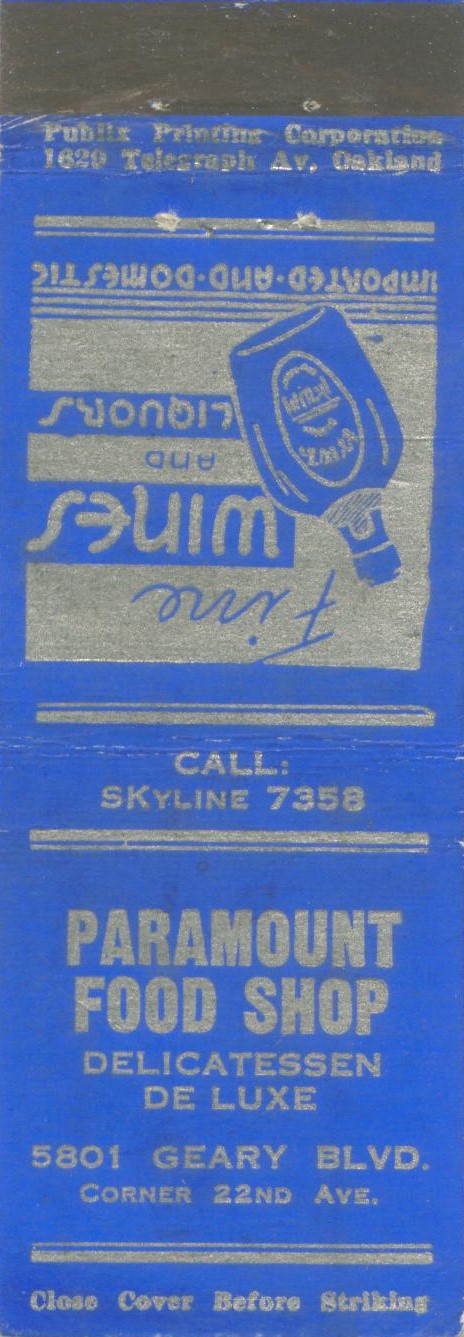 Publix Printing Corporation
1629 Telegraph Av. Oakland
Fine
WINES
AND
LIQUORS
IMPORTED-AND-DOMESTIC
CALL:
SKYLINE 7358
PARAMOUNT
FOOD SHOP
DELICATESSEN
DE LUXE
5801 GEARY BLVD.
CORNER 22ND AVE.
Close Cover Before Striking